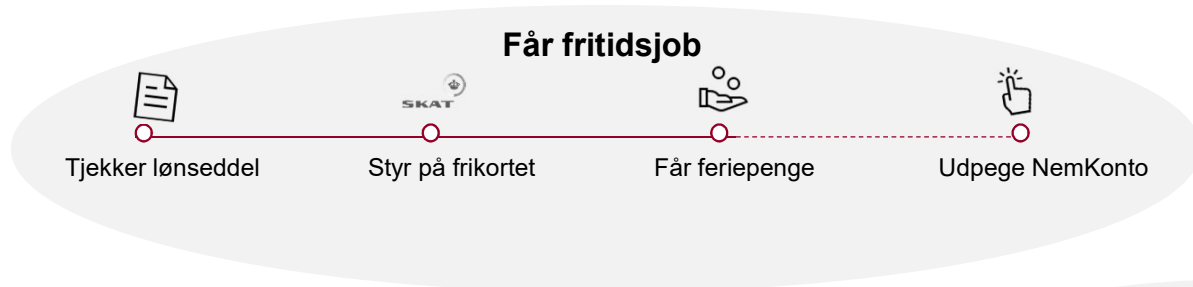 Får fritidsjob
SKAT
Tjekker lønseddel
Styr på frikortet
Får feriepenge
Udpege NemKonto